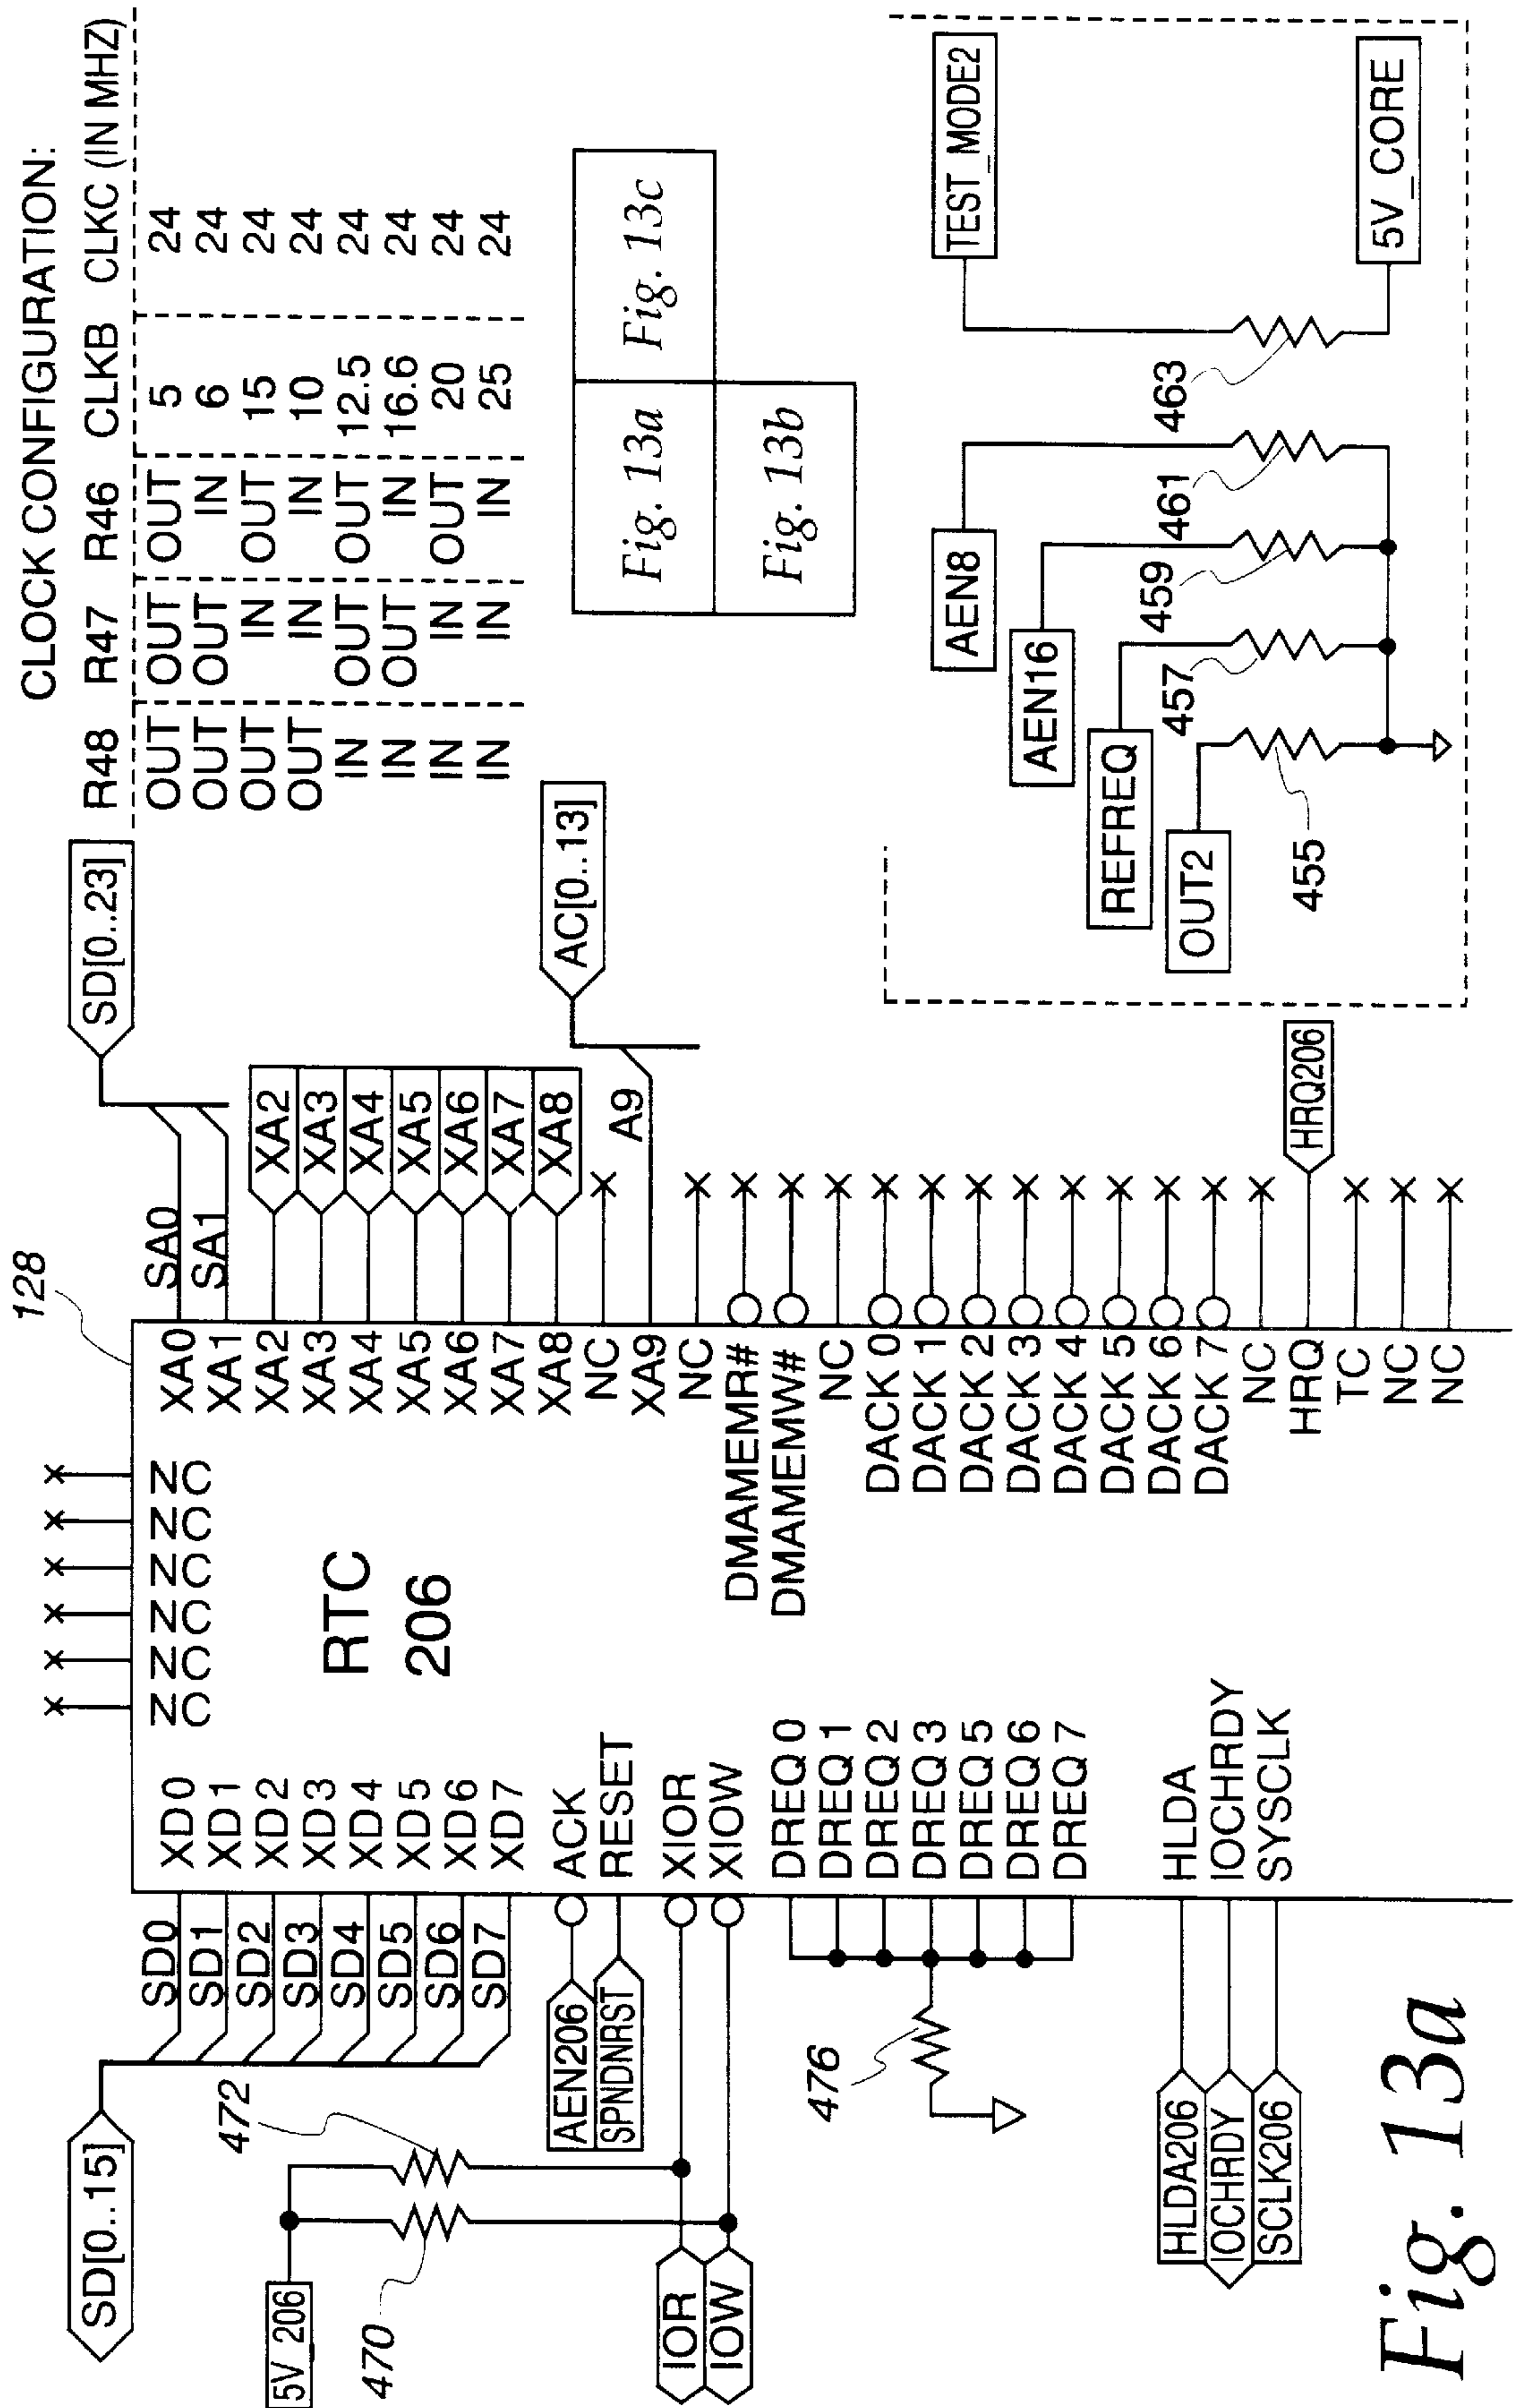 CLOCK CONFIGURATION:
R48 R47 R46 CLKB CLKC (IN MHZ)
OUT OUT OUT 5 24
OUT OUT IN 6 24
OUT IN OUT 15 24
OUT IN IN 10 24
IN OUT OUT 12.5 24
IN OUT IN 16.6 24
IN IN OUT 20 24
IN IN IN 25 24
Fig. 13a Fig. 13c
Fig. 13b
128
SD[0..15]
SD[0..23]
NC NC NC NC NC NC
RTC
206
SD0 XD0
SD1 XD1
SD2 XD2
SD3 XD3
SD4 XD4
SD5 XD5
SD6 XD6
SD7 XD7
472
470
5V_206
AEN206 ACK
SPNDNRST RESET
IOR XIOR
IOW XIOW
DREQ 0
DREQ 1
DREQ 2
DREQ 3
DREQ 5
DREQ 6
DREQ 7
476
HLDA206 HLDA
IOCHRDY IOCHRDY
SCLK206 SYSCLK
XA0 SA0
XA1 SA1
XA2 XA2
XA3 XA3
XA4 XA4
XA5 XA5
XA6 XA6
XA7 XA7
XA8 XA8
NC
XA9 A9
AC[0..13]
NC
DMAMEMR#
DMAMEMW#
NC
DACK 0
DACK 1
DACK 2
DACK 3
DACK 4
DACK 5
DACK 6
DACK 7
NC
HRQ HRQ206
TC
NC
NC
TEST_MODE2
AEN8
AEN16
REFREQ
OUT2
455
457
459
461
463
5V_CORE
Fig. 13a